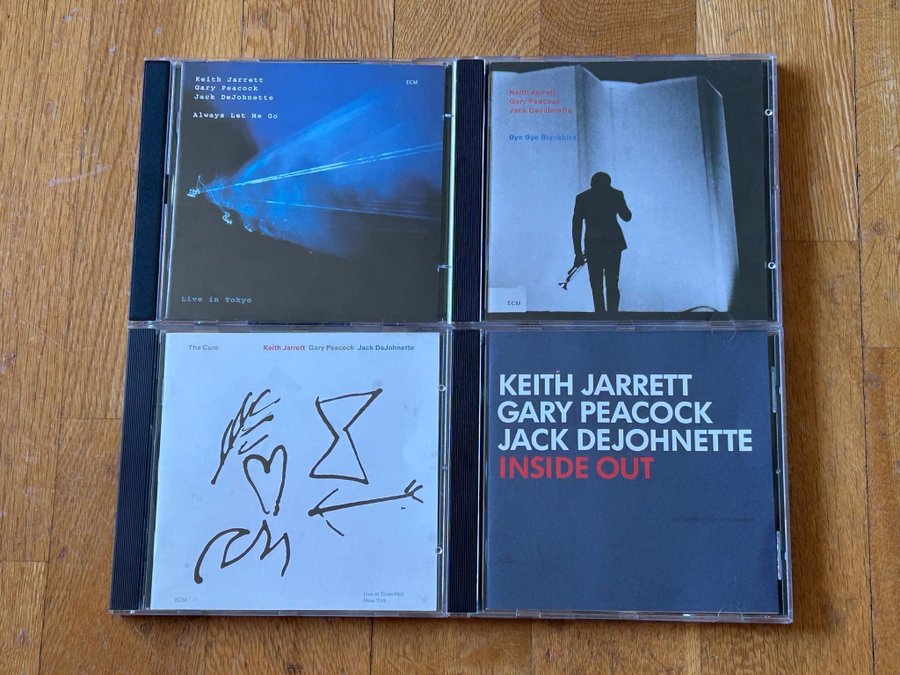 Keith Jarrett
Gary Peacock
Jack DeJohnette
Always Let Me Go
ECM
Live in Tokyo
Keith Jarrett
Gary Peacock
Jack DeJohnette
Bye Bye Blackbird
ECM
The Cure
Keith Jarrett Gary Peacock Jack DeJohnette
ECM
Live at Town Hall
New York
KEITH JARRETT
GARY PEACOCK
JACK DEJOHNETTE
INSIDE OUT
ECM